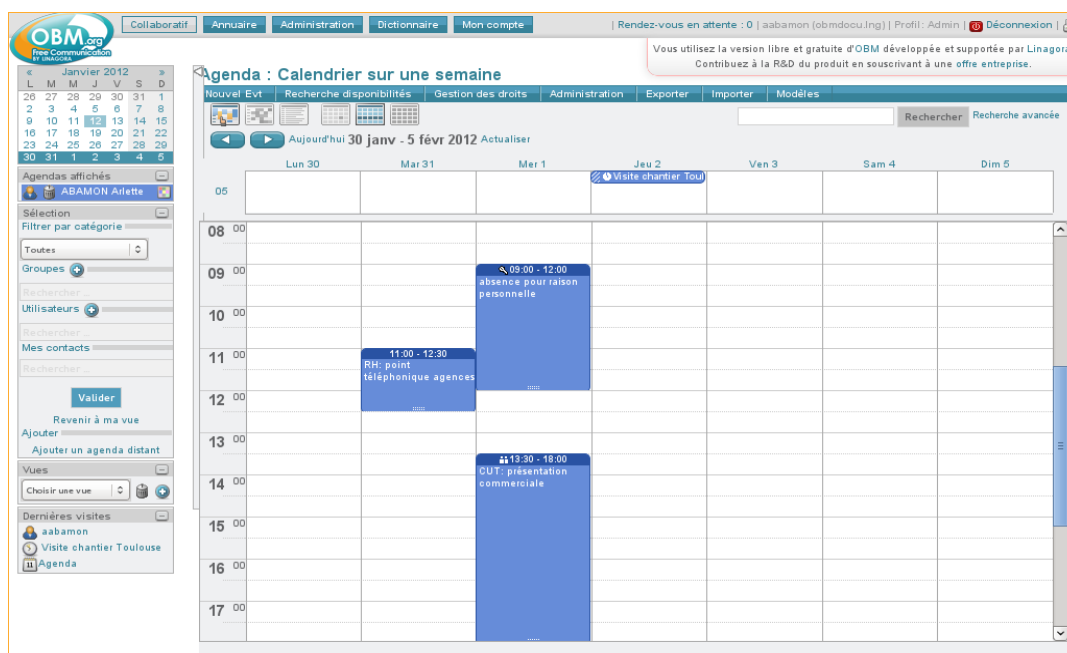 OBM.org
Free Communication
BY LINAGORA
Collaboratif
Annuaire Administration Dictionnaire Mon compte
| Rendez-vous en attente : 0 | aabamon (obmdocu.lng) | Profil: Admin | Déconnexion |
Vous utilisez la version libre et gratuite d'OBM développée et supportée par Linagora
Contribuez à la R&D du produit en souscrivant à une offre entreprise.
« Janvier 2012 »
L M M J V S D
26 27 28 29 30 31 1
2 3 4 5 6 7 8
9 10 11 12 13 14 15
16 17 18 19 20 21 22
23 24 25 26 27 28 29
30 31 1 2 3 4 5
Agendas affichés
ABAMON Arlette
Sélection
Filtrer par catégorie
Toutes
Groupes
Rechercher ...
Utilisateurs
Rechercher ...
Mes contacts
Rechercher ...
Valider
Revenir à ma vue
Ajouter
Ajouter un agenda distant
Vues
Choisir une vue
Dernières visites
aabamon
Visite chantier Toulouse
11 Agenda
Agenda : Calendrier sur une semaine
Nouvel Evt Recherche disponibilités Gestion des droits Administration Exporter Importer Modèles
Rechercher Recherche avancée
Aujourd'hui 30 janv - 5 févr 2012 Actualiser
Lun 30 Mar 31 Mer 1 Jeu 2 Ven 3 Sam 4 Dim 5
05
Visite chantier Toul
08 00
09 00
09:00 - 12:00
absence pour raison
personnelle
10 00
11 00
11:00 - 12:30
RH: point
téléphonique agences
12 00
13 00
13:30 - 18:00
CUT: présentation
commerciale
14 00
15 00
16 00
17 00